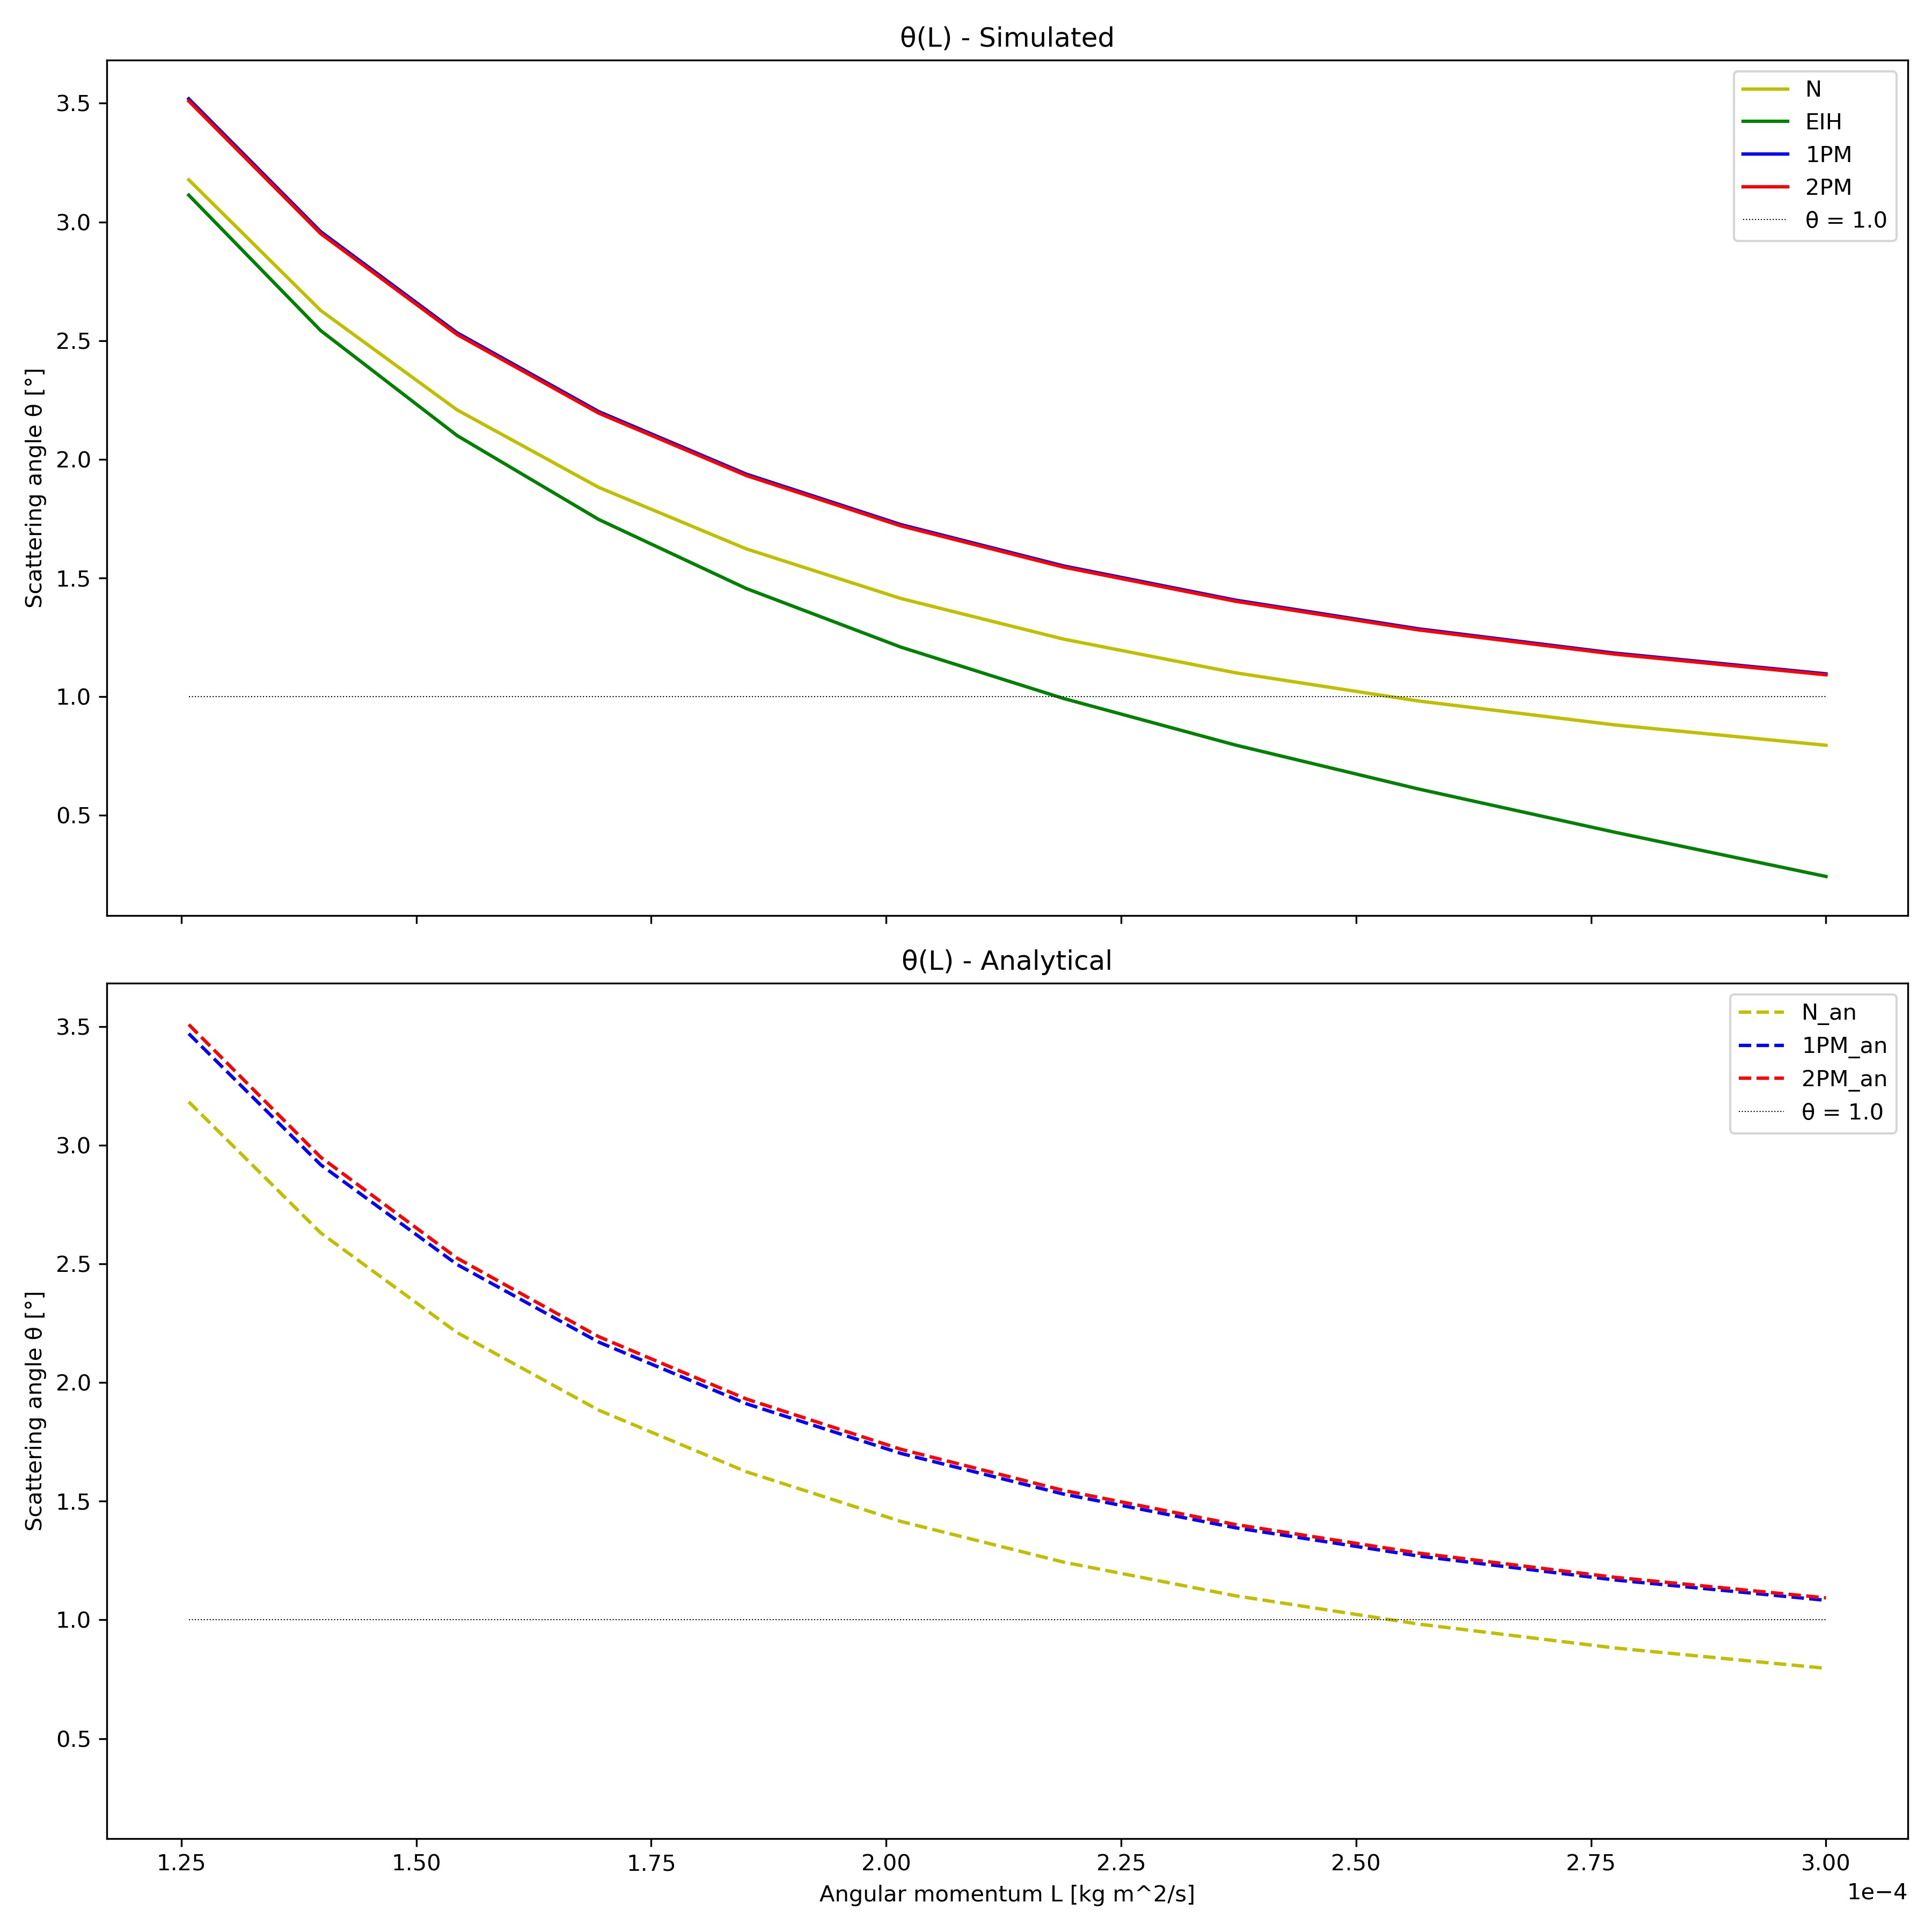 θ(L) - Simulated
3.5
3.0
2.5
2.0
1.5
1.0
0.5
Scattering angle θ [°]
N
EIH
1PM
2PM
θ = 1.0
θ(L) - Analytical
3.5
3.0
2.5
2.0
1.5
1.0
0.5
Scattering angle θ [°]
N_an
1PM_an
2PM_an
θ = 1.0
1.25 1.50 1.75 2.00 2.25 2.50 2.75 3.00
1e−4
Angular momentum L [kg m^2/s]